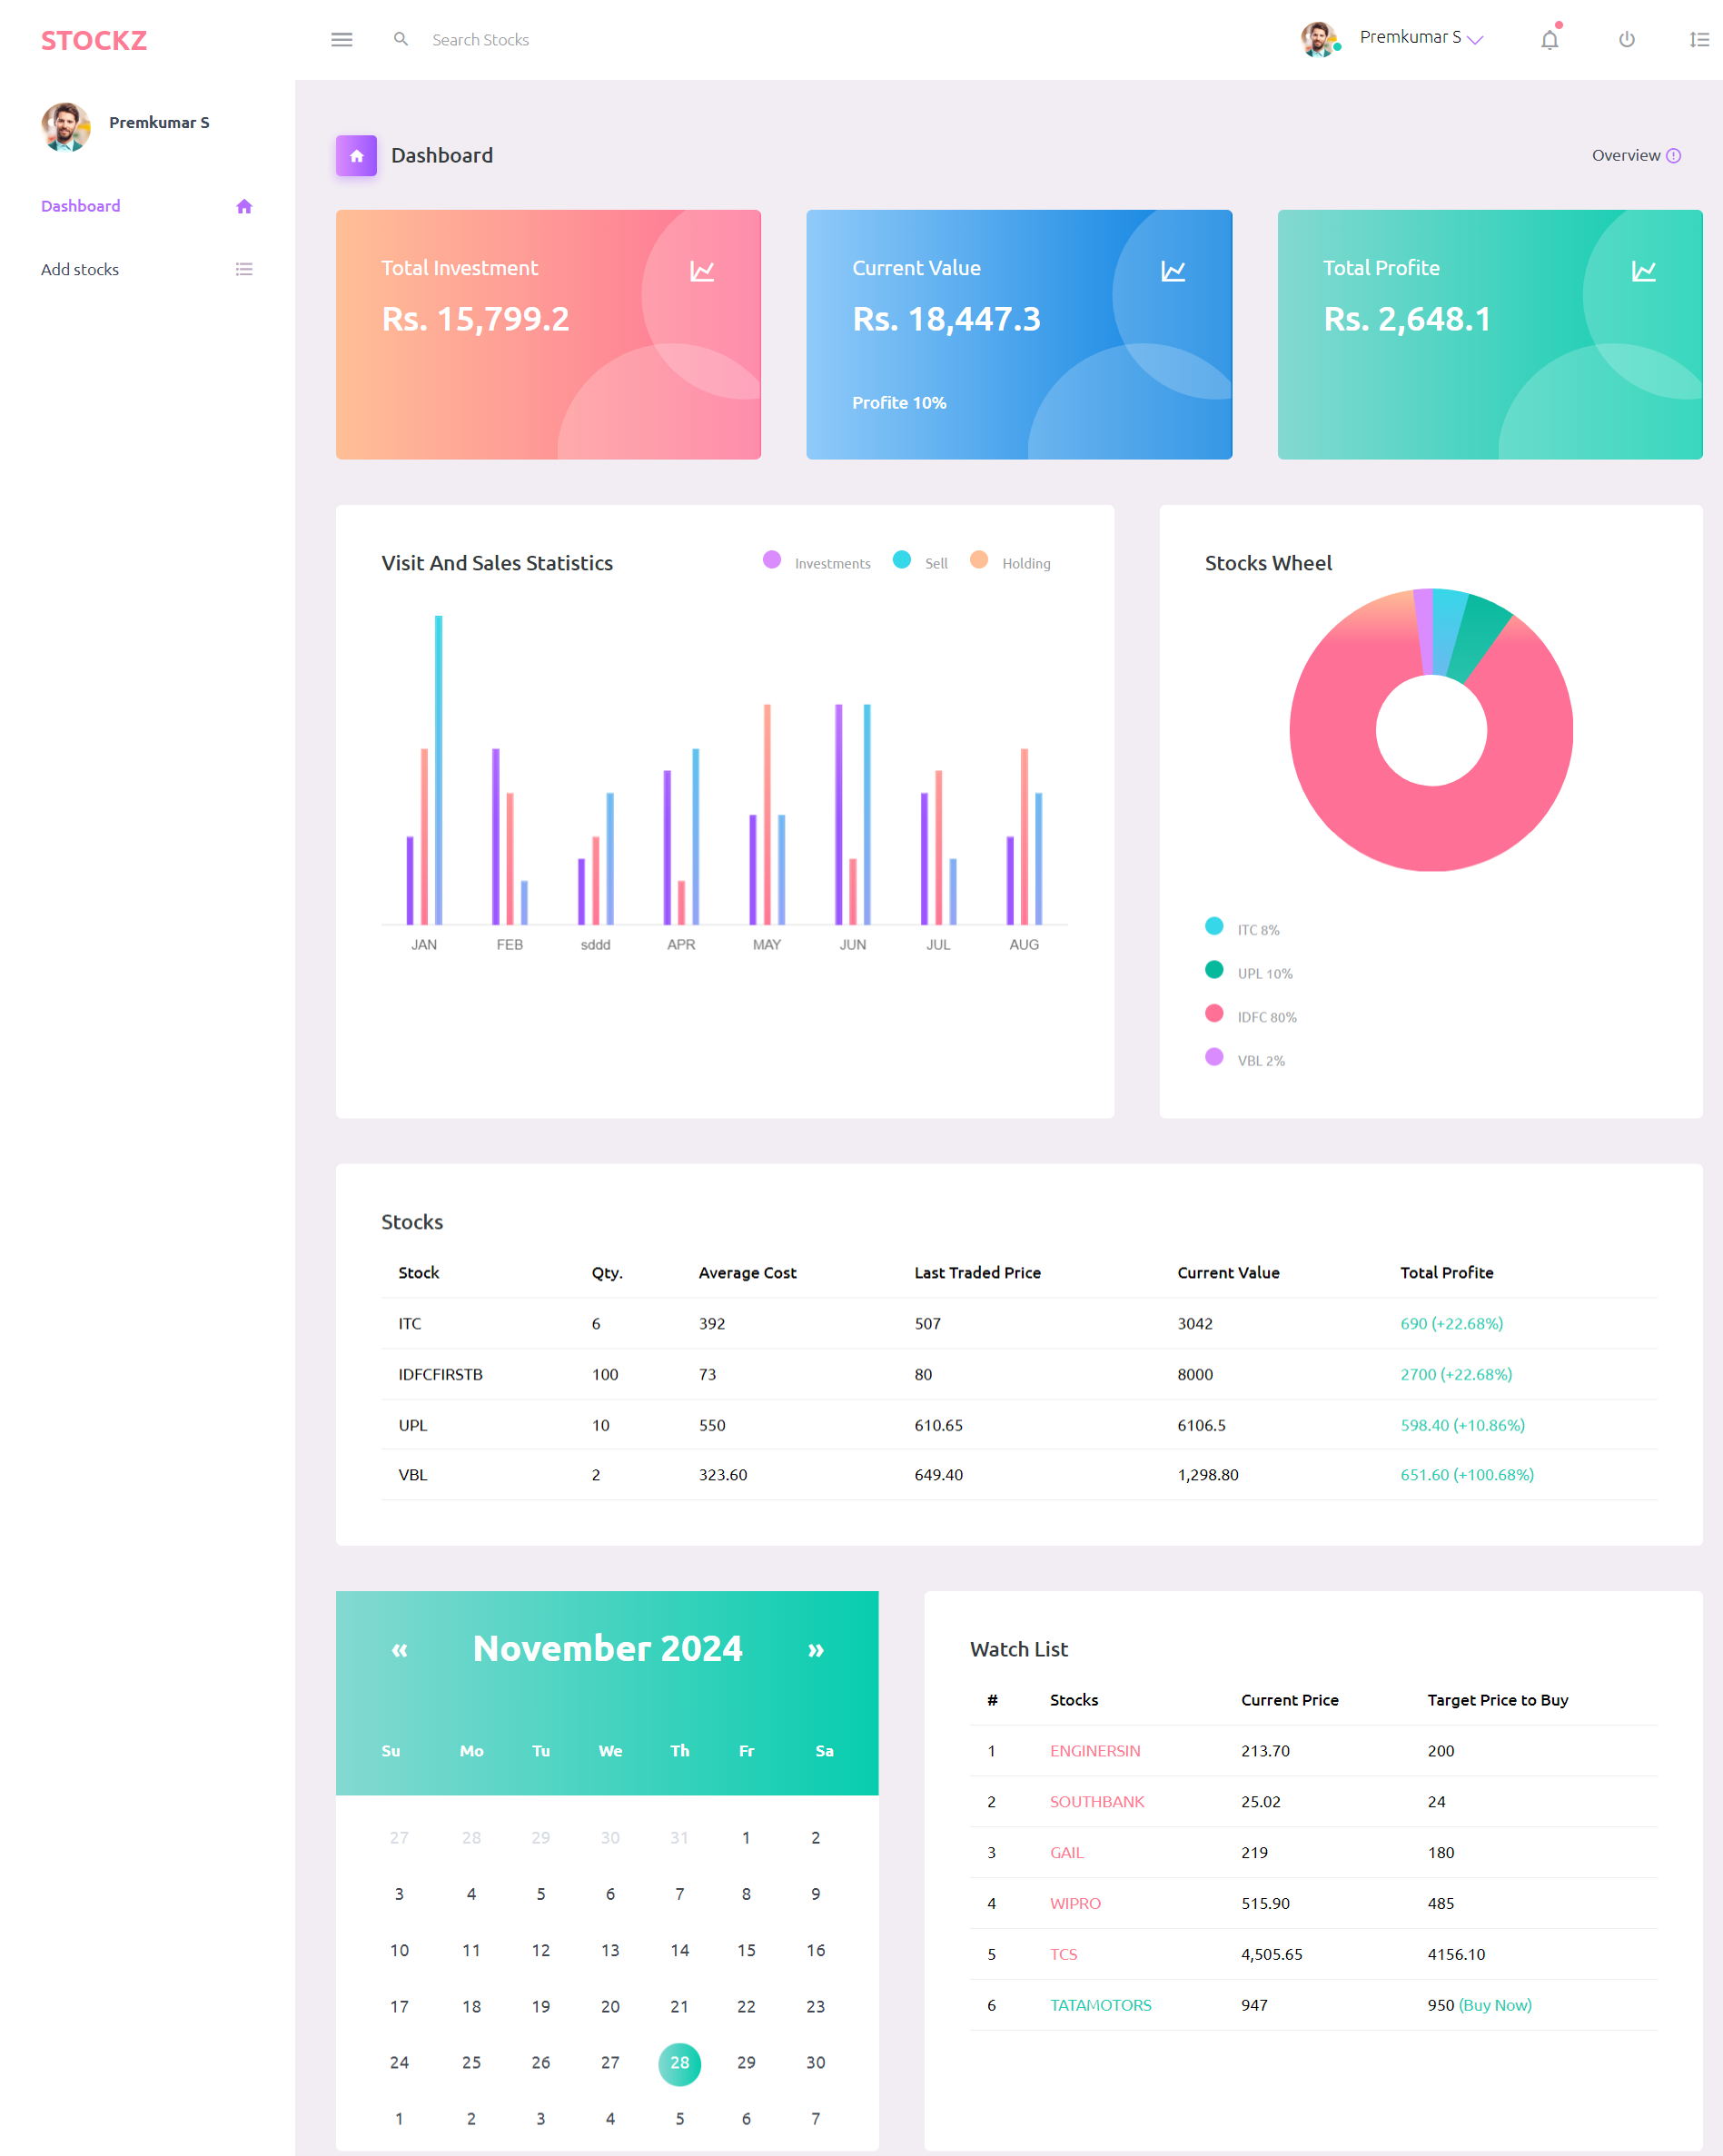 STOCKZ
Search Stocks
Premkumar S
Premkumar S
Dashboard
Add stocks
Dashboard
Overview
Total Investment
Rs. 15,799.2
Current Value
Rs. 18,447.3
Profite 10%
Total Profite
Rs. 2,648.1
Visit And Sales Statistics
Investments Sell Holding
JAN FEB sddd APR MAY JUN JUL AUG
Stocks Wheel
ITC 8%
UPL 10%
IDFC 80%
VBL 2%
Stocks
Stock Qty. Average Cost Last Traded Price Current Value Total Profite
ITC 6 392 507 3042 690 (+22.68%)
IDFCFIRSTB 100 73 80 8000 2700 (+22.68%)
UPL 10 550 610.65 6106.5 598.40 (+10.86%)
VBL 2 323.60 649.40 1,298.80 651.60 (+100.68%)
« November 2024 »
Su Mo Tu We Th Fr Sa
27 28 29 30 31 1 2
3 4 5 6 7 8 9
10 11 12 13 14 15 16
17 18 19 20 21 22 23
24 25 26 27 28 29 30
1 2 3 4 5 6 7
Watch List
# Stocks Current Price Target Price to Buy
1 ENGINERSIN 213.70 200
2 SOUTHBANK 25.02 24
3 GAIL 219 180
4 WIPRO 515.90 485
5 TCS 4,505.65 4156.10
6 TATAMOTORS 947 950 (Buy Now)